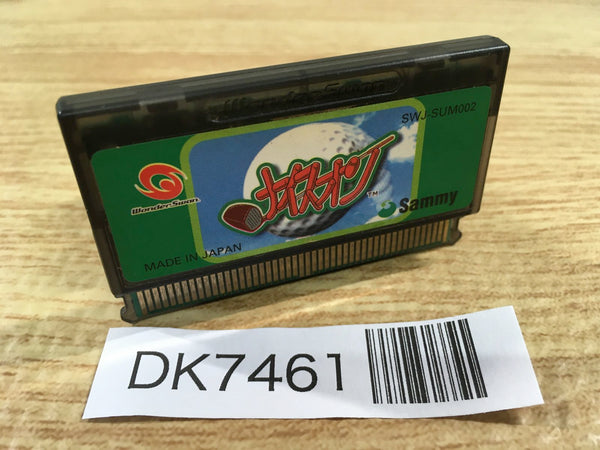 WonderSwan
SWJ-SUM002
WonderSwan
ナイスオン
TM
Sammy
MADE IN JAPAN
DK7461